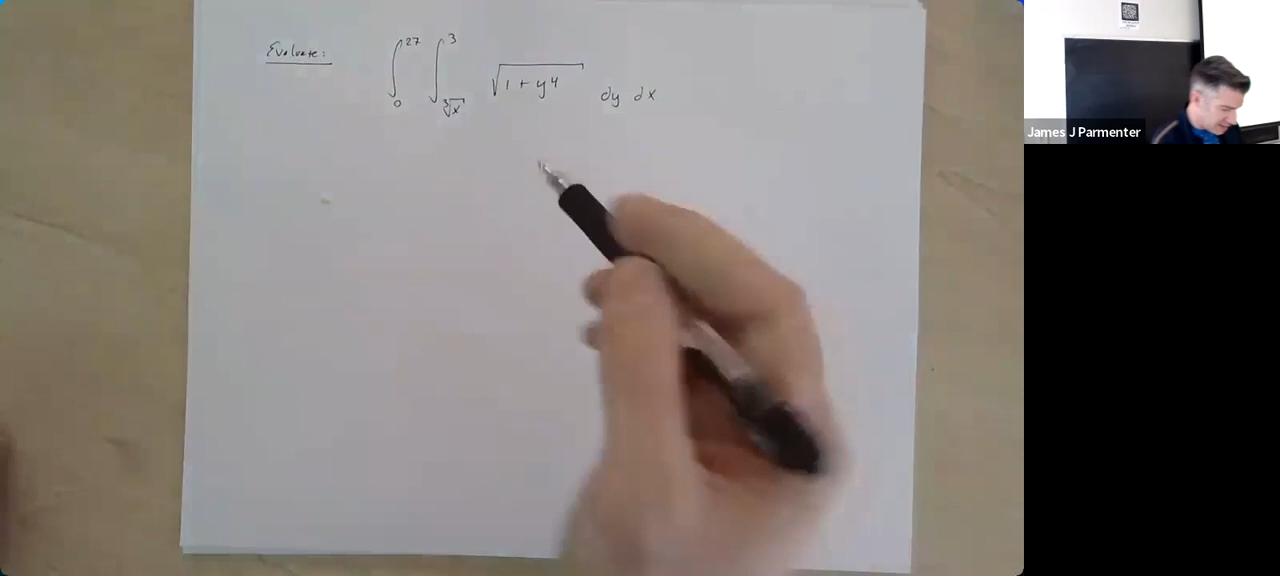 Evaluate: ∫₀²⁷ ∫_{∛x}³ √(1 + y⁴) dy dx
James J Parmenter